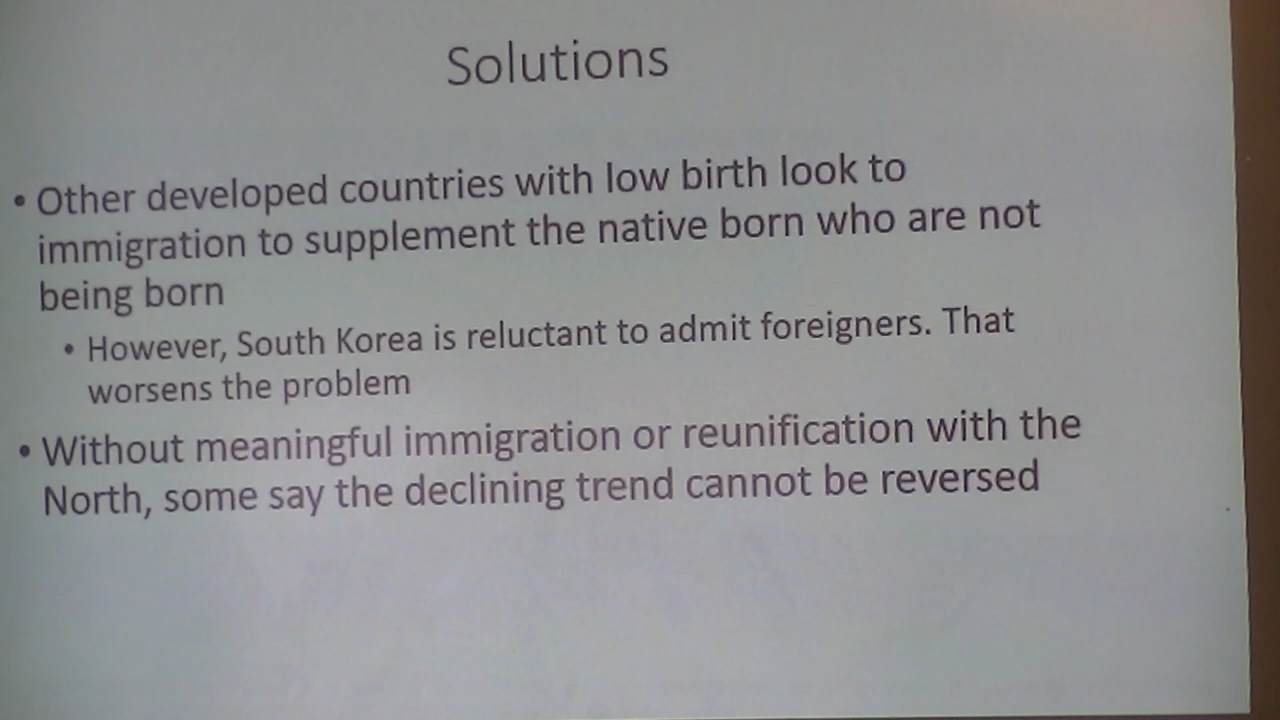 Solutions
• Other developed countries with low birth look to
immigration to supplement the native born who are not
being born
• However, South Korea is reluctant to admit foreigners. That
worsens the problem
• Without meaningful immigration or reunification with the
North, some say the declining trend cannot be reversed